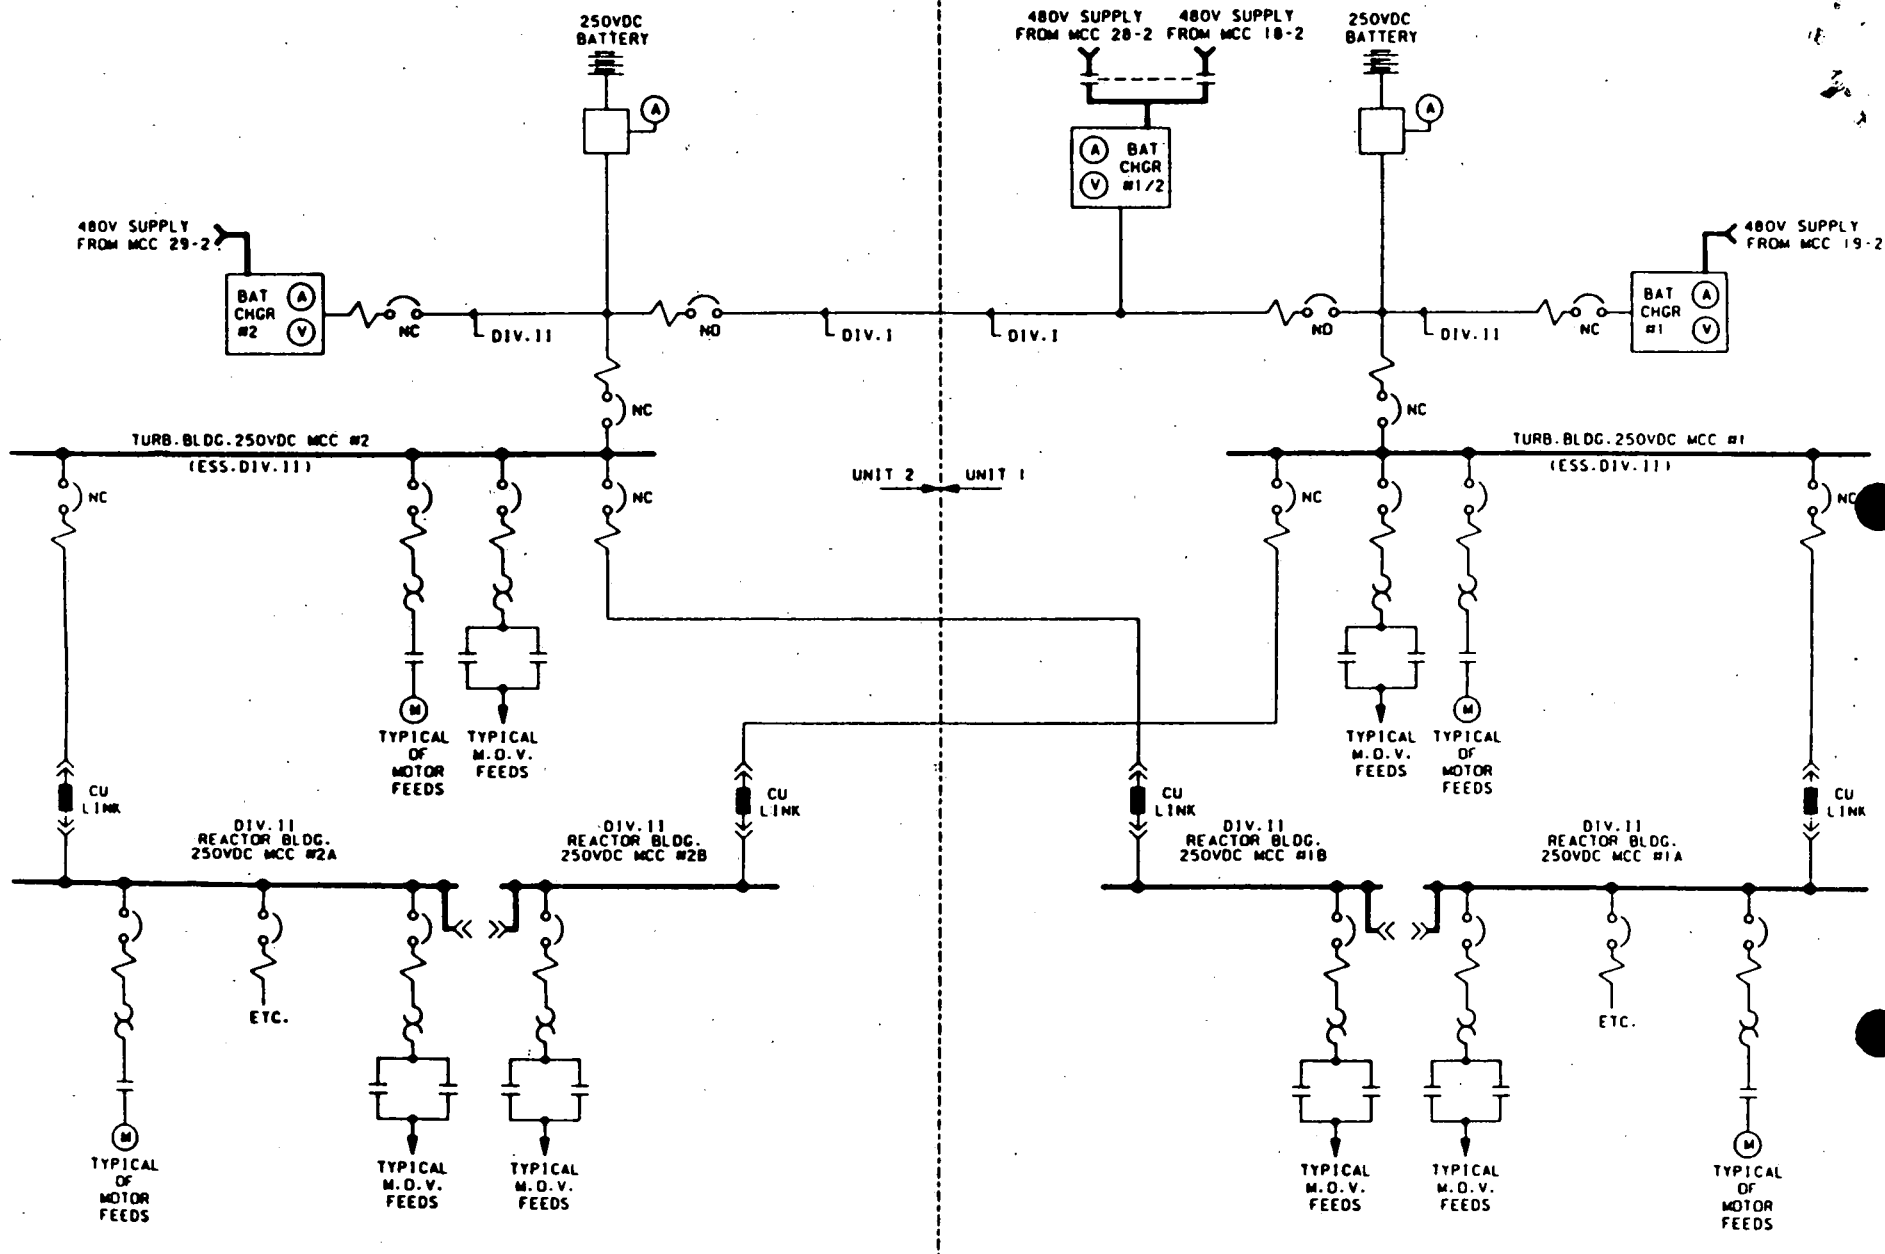 250VDC
BATTERY
480V SUPPLY
FROM MCC 28-2
480V SUPPLY
FROM MCC 18-2
250VDC
BATTERY
A
A
A
V
BAT
CHGR
#1/2
480V SUPPLY
FROM MCC 29-2
480V SUPPLY
FROM MCC 19-2
BAT
CHGR
#2
A
V
NC
DIV.II
NO
DIV.I
DIV.I
NO
DIV.II
NC
BAT
CHGR
#1
A
V
NC
NC
TURB.BLDG.250VDC MCC #2
(ESS.DIV.II)
TURB.BLDG.250VDC MCC #1
(ESS.DIV.II)
UNIT 2
UNIT 1
NC
NC
NC
NC
M
TYPICAL
OF
MOTOR
FEEDS
TYPICAL
M.O.V.
FEEDS
TYPICAL
M.O.V.
FEEDS
M
TYPICAL
OF
MOTOR
FEEDS
CU
LINK
CU
LINK
CU
LINK
CU
LINK
DIV.II
REACTOR BLDG.
250VDC MCC #2A
DIV.II
REACTOR BLDG.
250VDC MCC #2B
DIV.II
REACTOR BLDG.
250VDC MCC #1B
DIV.II
REACTOR BLDG.
250VDC MCC #1A
ETC.
ETC.
M
TYPICAL
OF
MOTOR
FEEDS
TYPICAL
M.O.V.
FEEDS
TYPICAL
M.O.V.
FEEDS
TYPICAL
M.O.V.
FEEDS
TYPICAL
M.O.V.
FEEDS
M
TYPICAL
OF
MOTOR
FEEDS